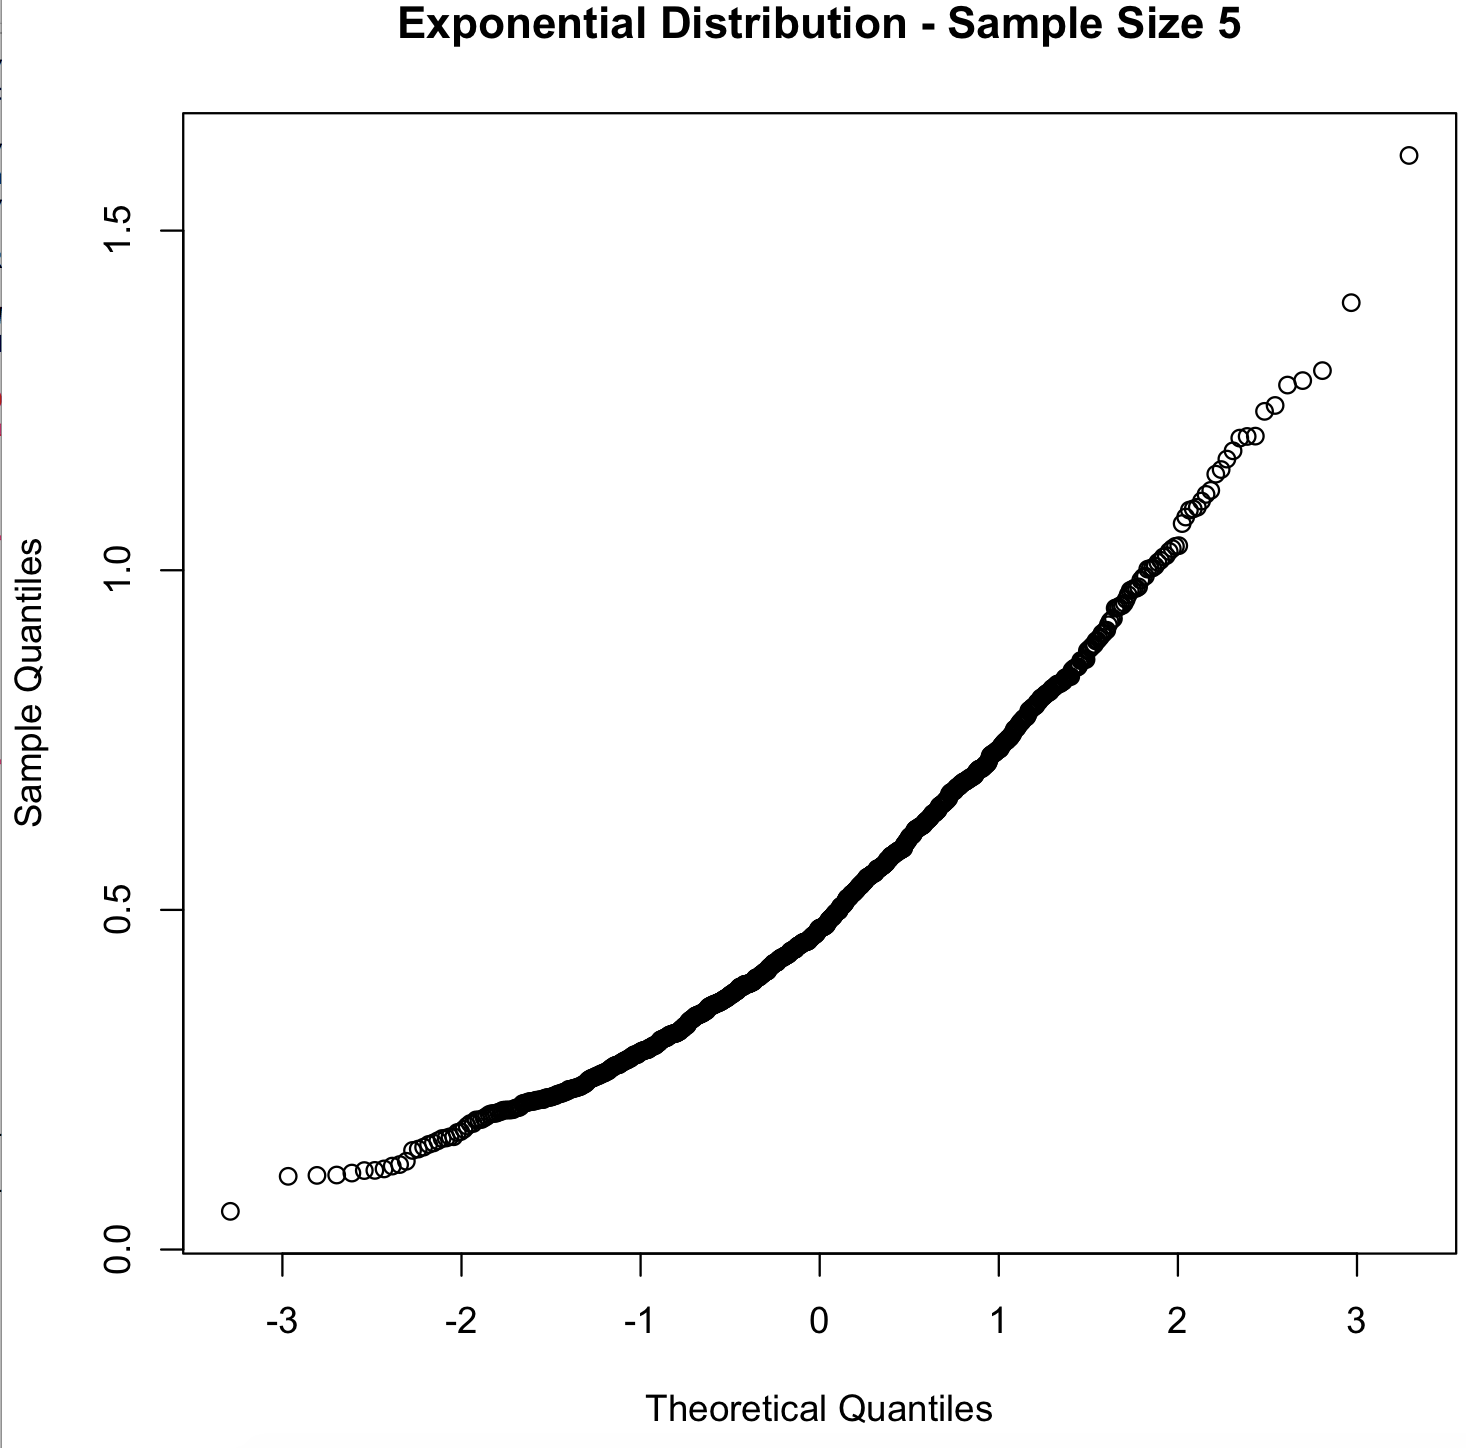 Exponential Distribution - Sample Size 5
Sample Quantiles
1.5
1.0
0.5
0.0
-3 -2 -1 0 1 2 3
Theoretical Quantiles